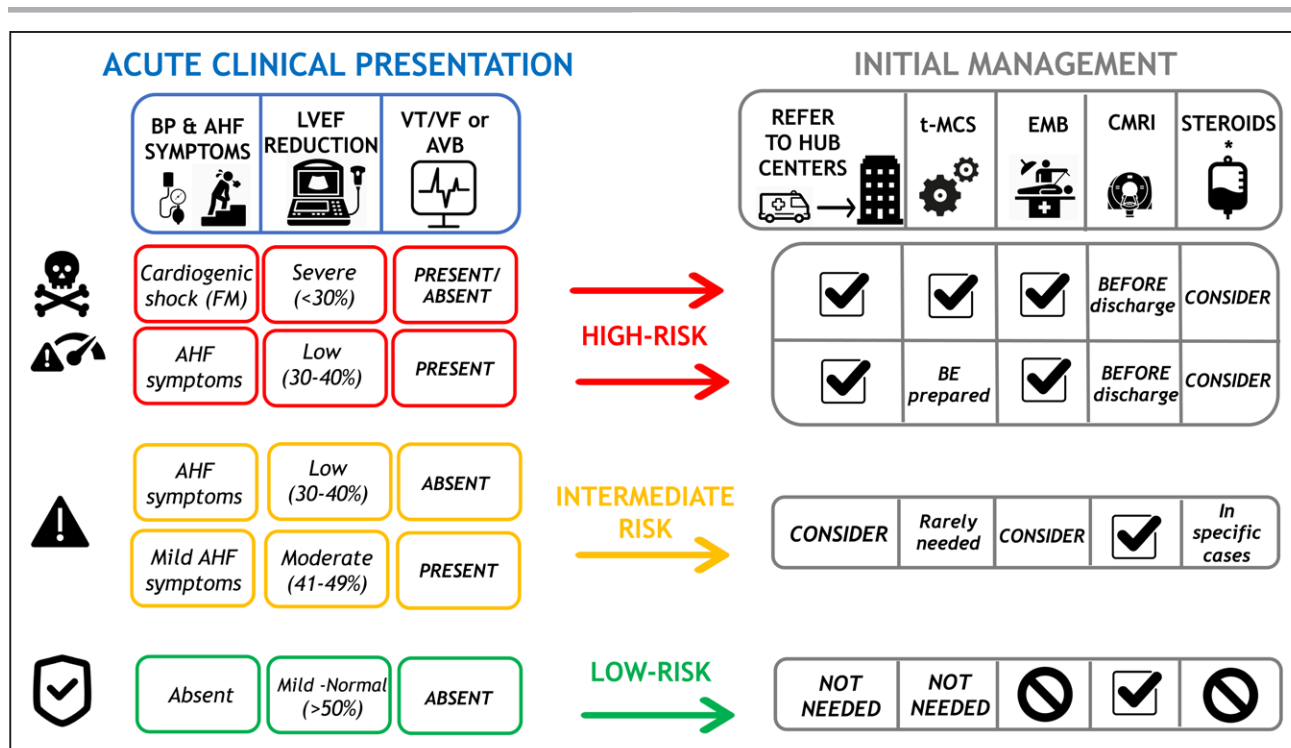 ACUTE CLINICAL PRESENTATION
INITIAL MANAGEMENT
BP & AHF
SYMPTOMS
LVEF
REDUCTION
VT/VF or
AVB
REFER
TO HUB
CENTERS
t-MCS
EMB
CMRI
STEROIDS
*
Cardiogenic
shock (FM)
Severe
(<30%)
PRESENT/
ABSENT
BEFORE
discharge
CONSIDER
HIGH-RISK
AHF
symptoms
Low
(30-40%)
PRESENT
BE
prepared
BEFORE
discharge
CONSIDER
AHF
symptoms
Low
(30-40%)
ABSENT
INTERMEDIATE
RISK
Mild AHF
symptoms
Moderate
(41-49%)
PRESENT
CONSIDER
Rarely
needed
CONSIDER
In
specific
cases
Absent
Mild -Normal
(>50%)
ABSENT
LOW-RISK
NOT
NEEDED
NOT
NEEDED